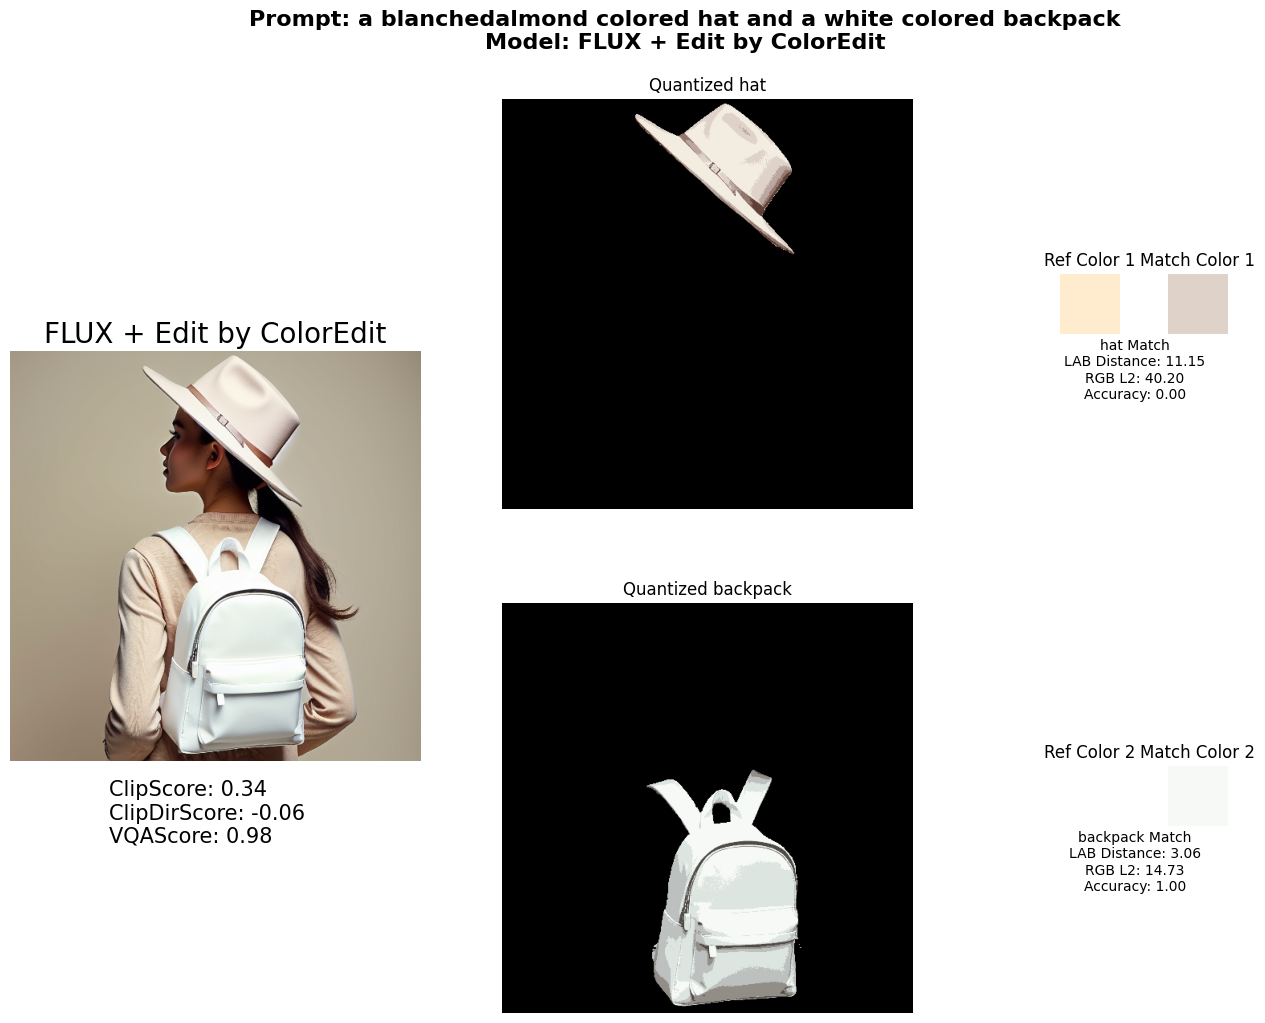 Prompt: a blanchedalmond colored hat and a white colored backpack
Model: FLUX + Edit by ColorEdit
Quantized hat
Ref Color 1 Match Color 1
hat Match
LAB Distance: 11.15
RGB L2: 40.20
Accuracy: 0.00
FLUX + Edit by ColorEdit
ClipScore: 0.34
ClipDirScore: -0.06
VQAScore: 0.98
Quantized backpack
Ref Color 2 Match Color 2
backpack Match
LAB Distance: 3.06
RGB L2: 14.73
Accuracy: 1.00